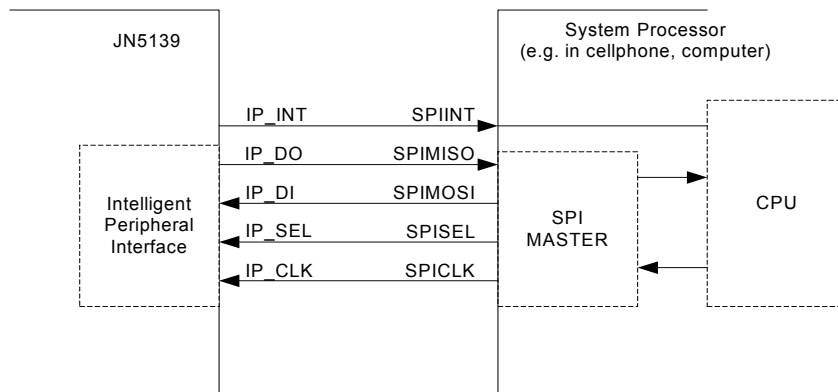 JN5139
System Processor
(e.g. in cellphone, computer)
IP_INT SPIINT
IP_DO SPIMISO
IP_DI SPIMOSI
IP_SEL SPISEL
IP_CLK SPICLK
Intelligent
Peripheral
Interface
SPI
MASTER
CPU